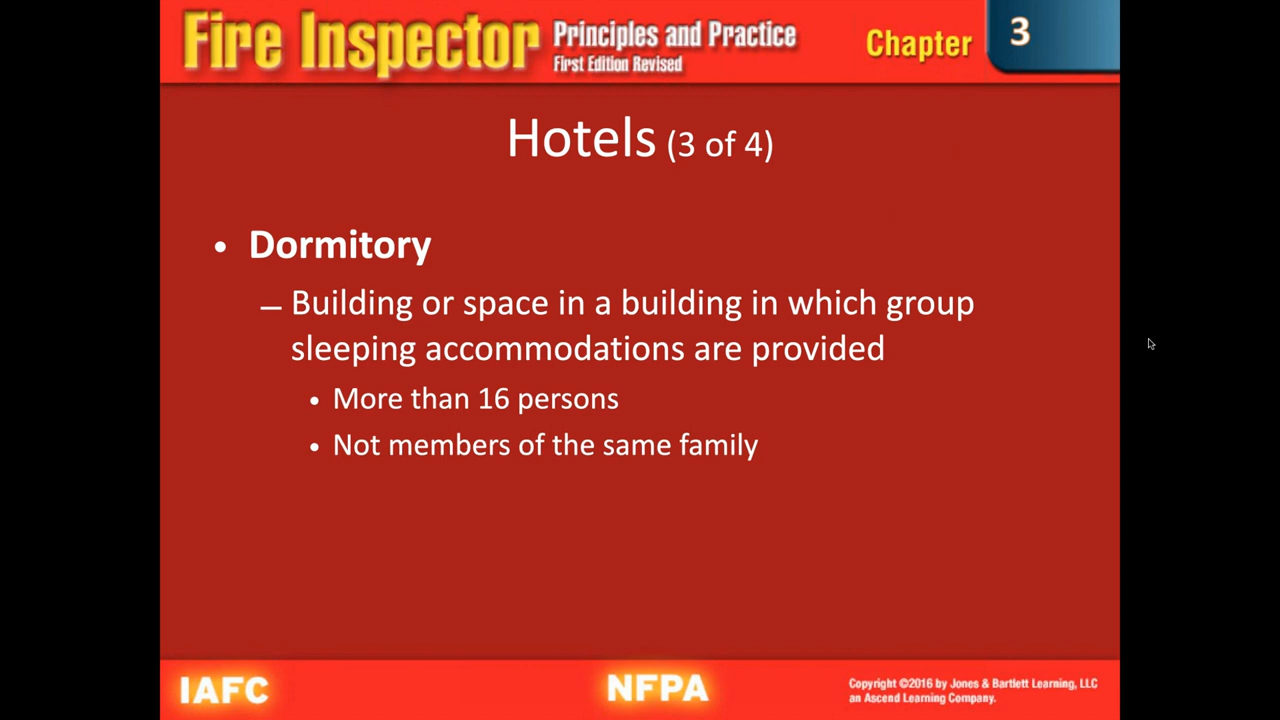 Fire Inspector Principles and Practice
First Edition Revised
Chapter 3
Hotels (3 of 4)
• Dormitory
– Building or space in a building in which group
sleeping accommodations are provided
• More than 16 persons
• Not members of the same family
IAFC
NFPA
Copyright ©2016 by Jones & Bartlett Learning, LLC
an Ascend Learning Company.